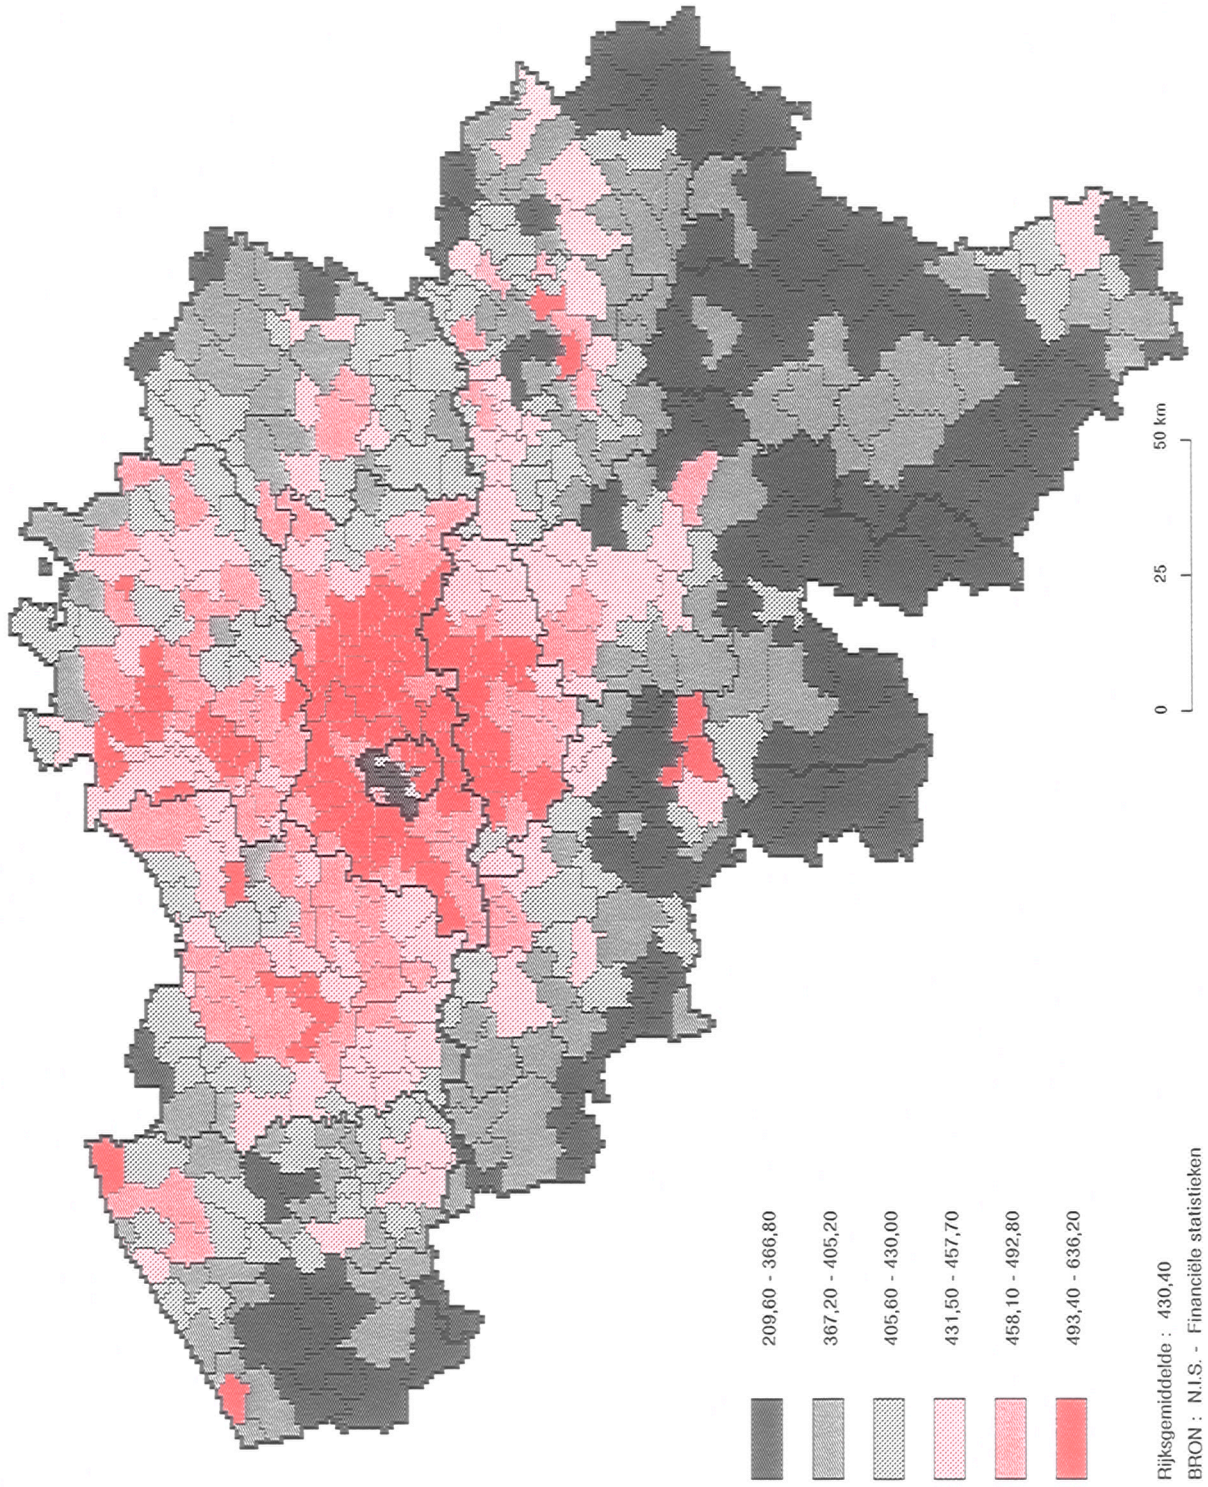 209,60 - 366,80
367,20 - 405,20
405,60 - 430,00
431,50 - 457,70
458,10 - 492,80
493,40 - 636,20
Rijksgemiddelde : 430,40
BRON : N.I.S. - Financiële statistieken
0 25 50 km